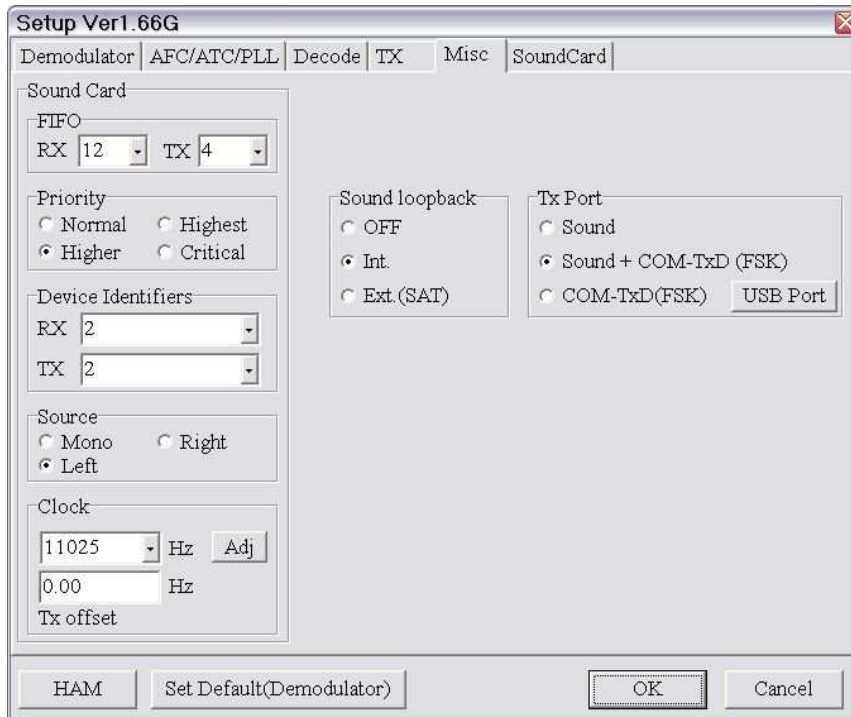 Setup Ver1.66G
Demodulator AFC/ATC/PLL Decode TX Misc SoundCard
Sound Card
FIFO
RX 12 TX 4
Priority
Normal Highest
Higher Critical
Device Identifiers
RX 2
TX 2
Source
Mono Right
Left
Clock
11025 Hz Adj
0.00 Hz
Tx offset
Sound loopback
OFF
Int.
Ext.(SAT)
Tx Port
Sound
Sound + COM-TxD (FSK)
COM-TxD(FSK) USB Port
HAM Set Default(Demodulator) OK Cancel